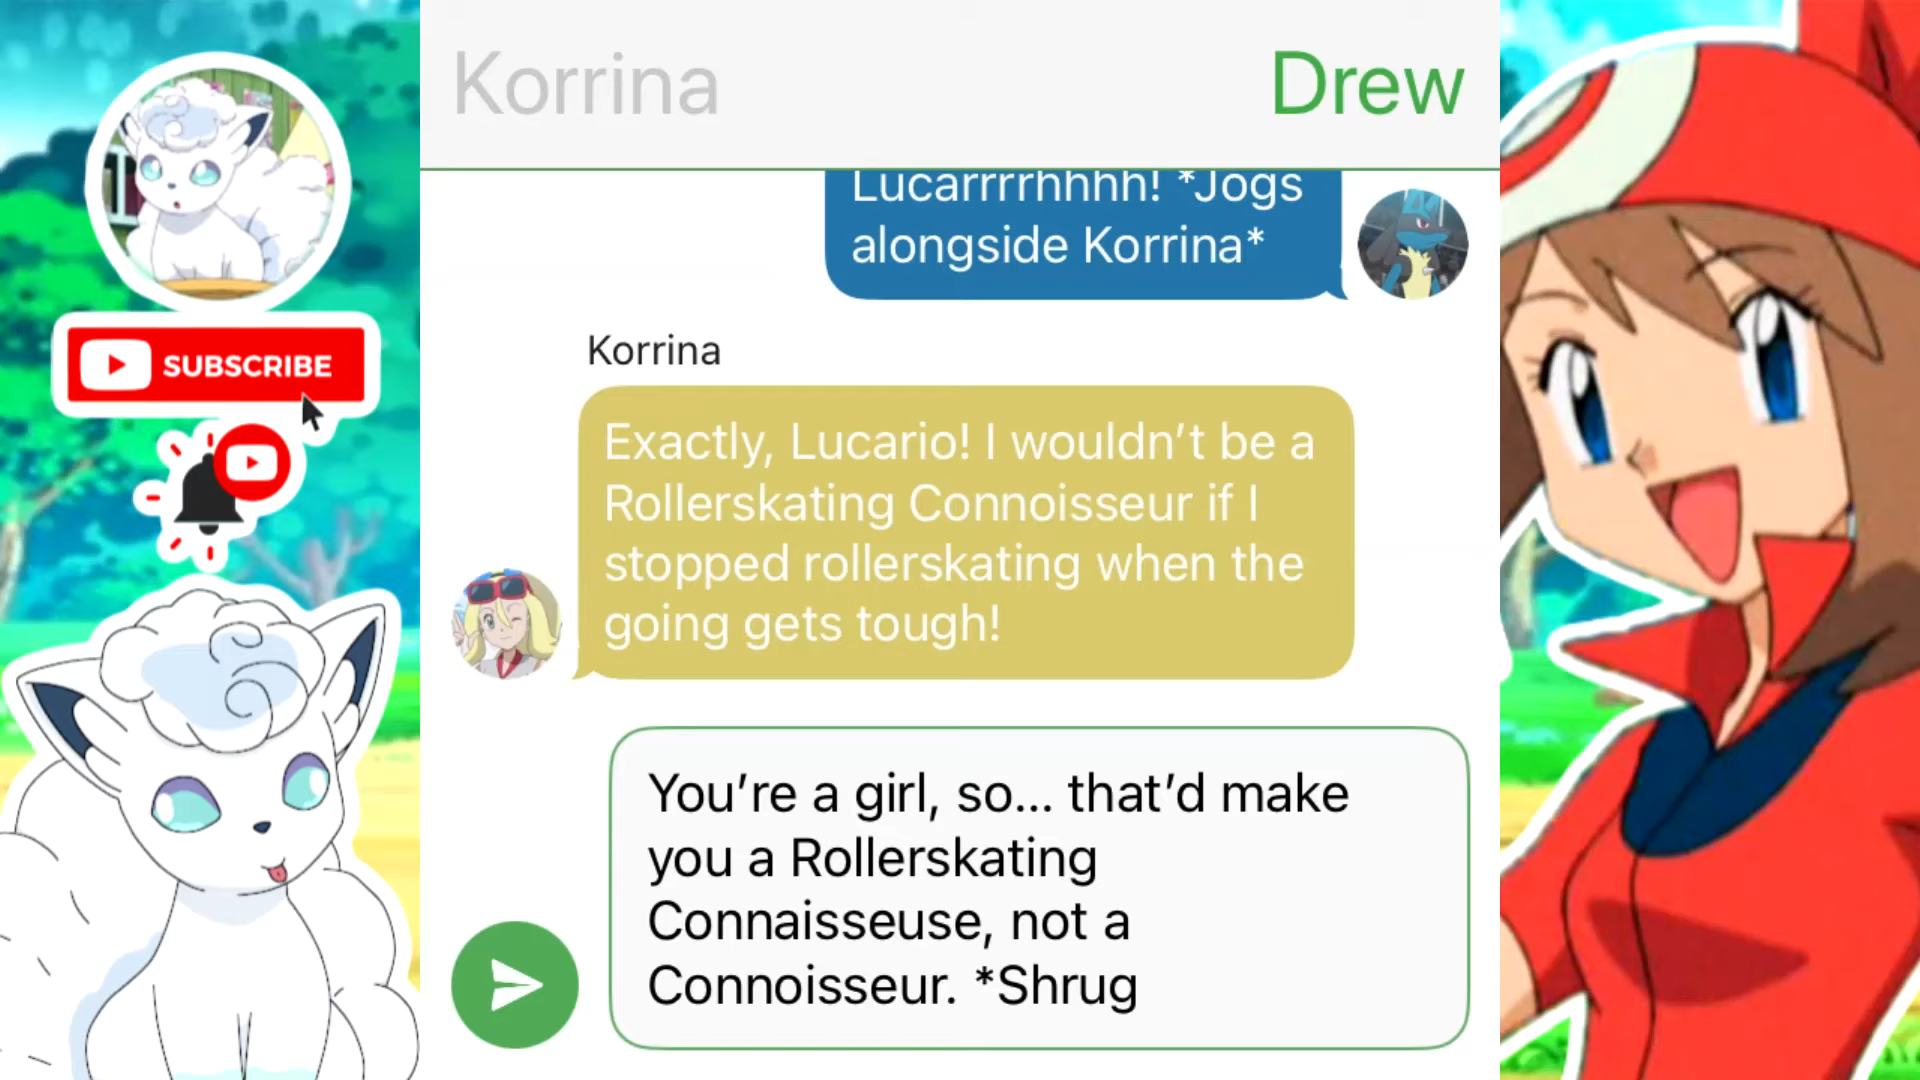 Korrina
Drew
Lucarrrrhhhh! *Jogs
alongside Korrina*
Korrina
Exactly, Lucario! I wouldn’t be a
Rollerskating Connoisseur if I
stopped rollerskating when the
going gets tough!
You’re a girl, so... that’d make
you a Rollerskating
Connaisseuse, not a
Connoisseur. *Shrug
SUBSCRIBE